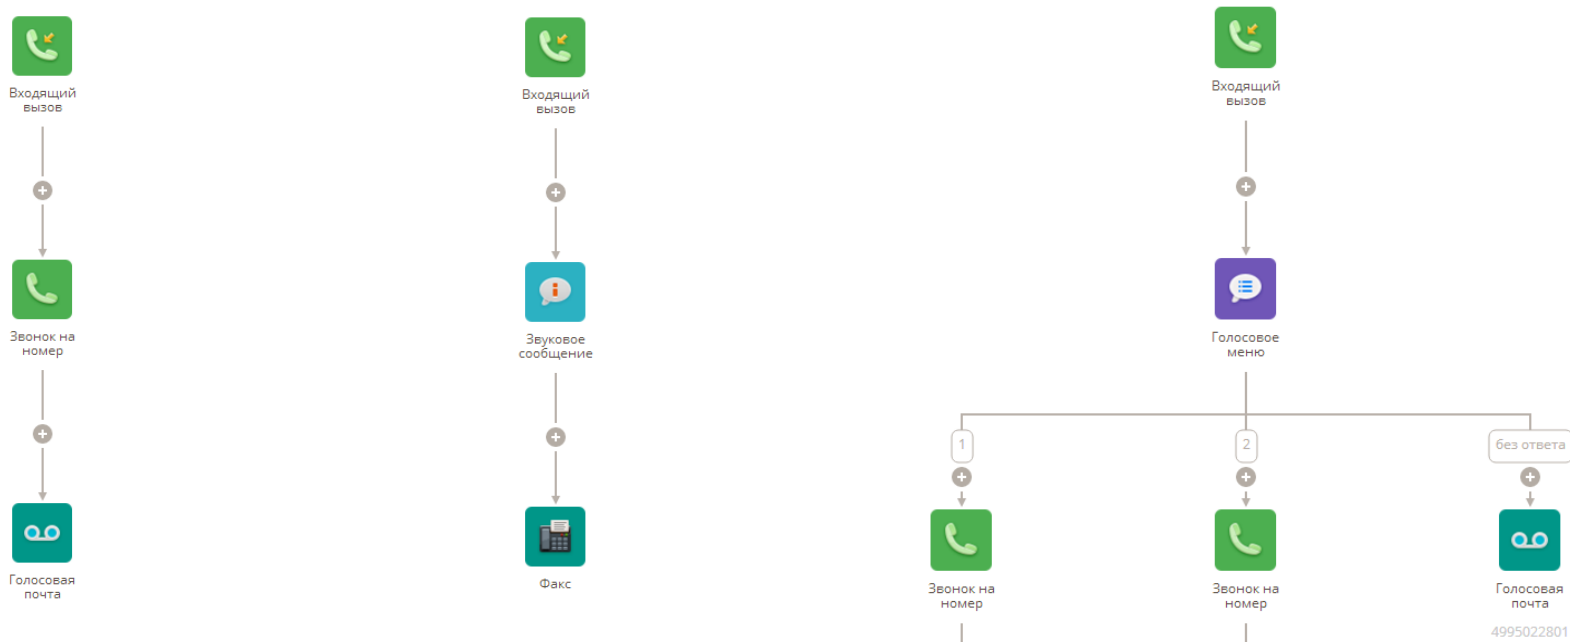 Входящий
вызов
Звонок на
номер
Голосовая
почта
Входящий
вызов
Звуковое
сообщение
Факс
Входящий
вызов
Голосовое
меню
1
2
без ответа
Звонок на
номер
Звонок на
номер
Голосовая
почта
4995022801